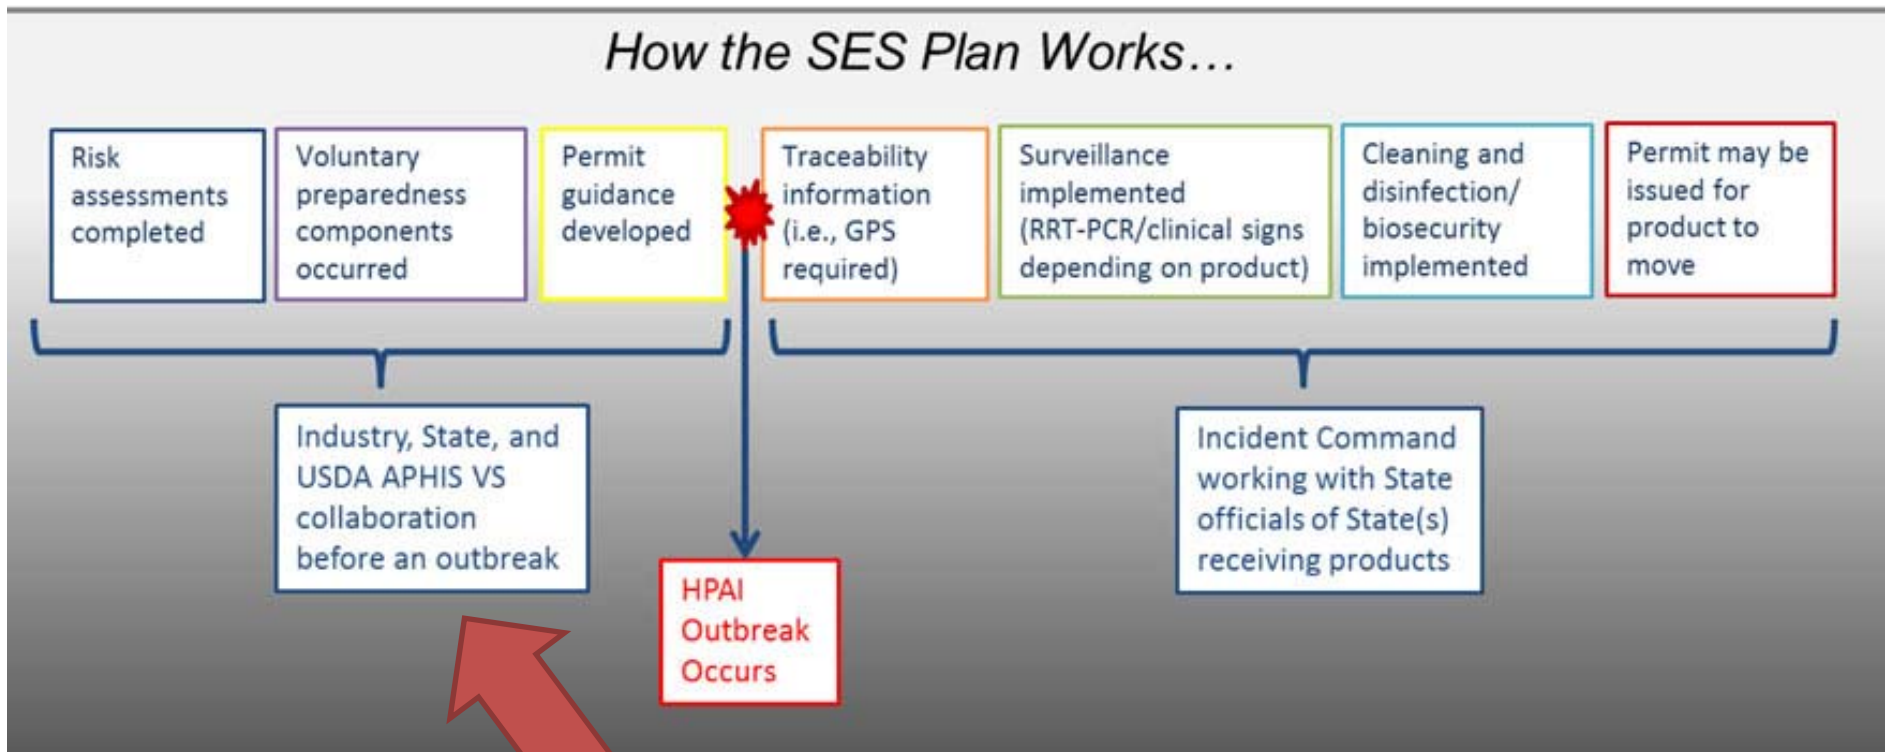 How the SES Plan Works...
Risk
assessments
completed
Voluntary
preparedness
components
occurred
Permit
guidance
developed
Traceability
information
(i.e., GPS
required)
Surveillance
implemented
(RRT-PCR/clinical signs
depending on product)
Cleaning and
disinfection/
biosecurity
implemented
Permit may be
issued for
product to
move
Industry, State, and
USDA APHIS VS
collaboration
before an outbreak
HPAI
Outbreak
Occurs
Incident Command
working with State
officials of State(s)
receiving products